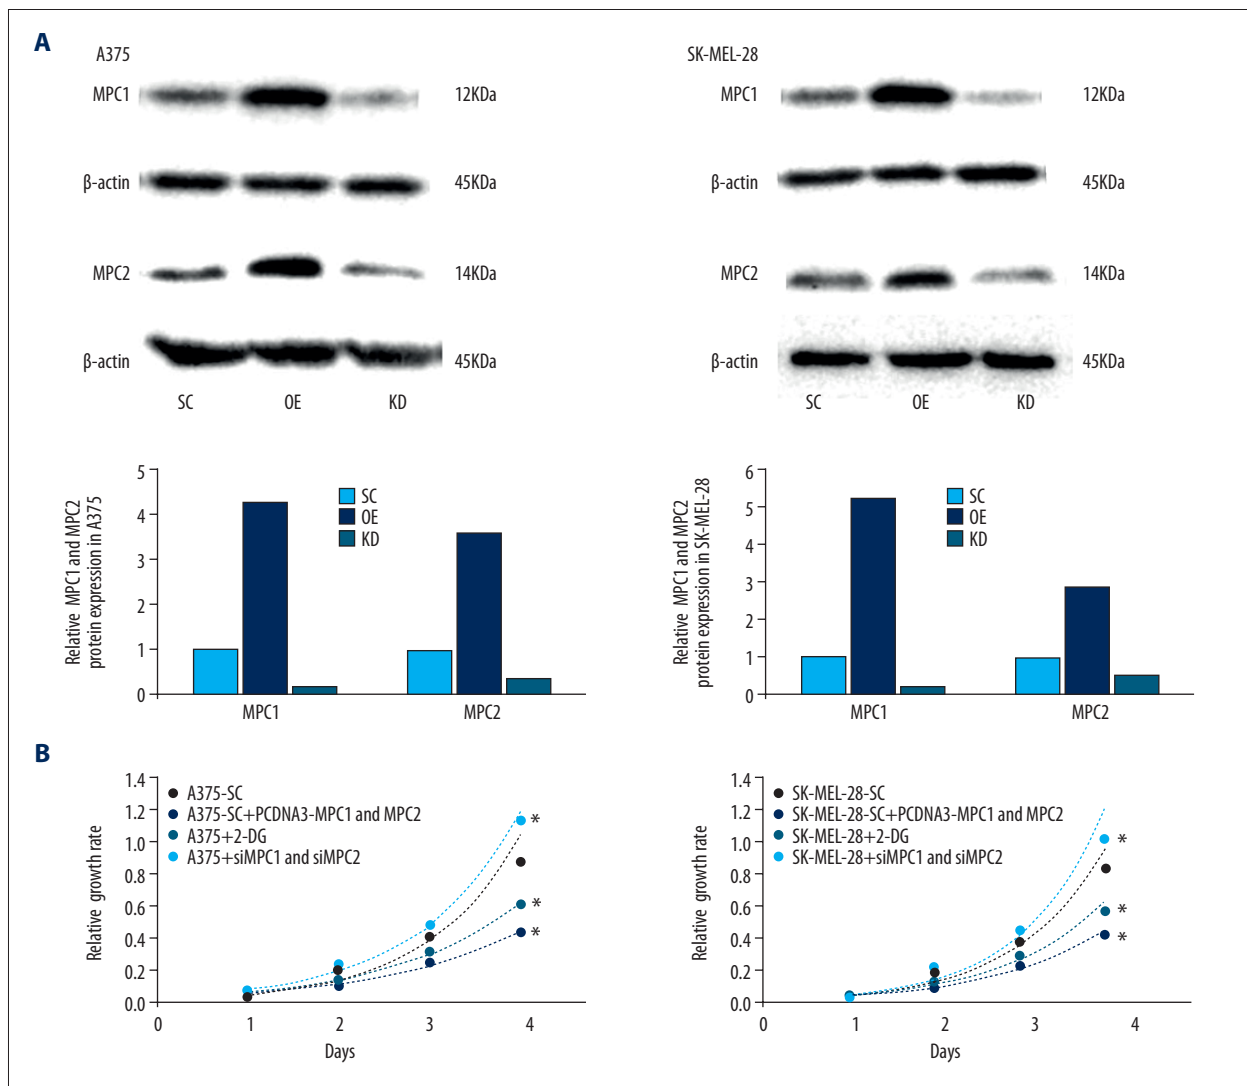 A
A375
MPC1
12KDa
β-actin
45KDa
MPC2
14KDa
β-actin
45KDa
SC
OE
KD
SK-MEL-28
MPC1
12KDa
β-actin
45KDa
MPC2
14KDa
β-actin
45KDa
SC
OE
KD
Relative MPC1 and MPC2
protein expression in A375
5
4
3
2
1
0
SC
OE
KD
MPC1
MPC2
Relative MPC1 and MPC2
protein expression in SK-MEL-28
6
5
4
3
2
1
0
SC
OE
KD
MPC1
MPC2
B
Relative growth rate
1.4
1.2
1.0
0.8
0.6
0.4
0.2
0.0
A375-SC
A375-SC+PCDNA3-MPC1 and MPC2
A375+2-DG
A375+siMPC1 and siMPC2
*
*
*
0
1
2
3
4
Days
Relative growth rate
1.4
1.2
1.0
0.8
0.6
0.4
0.2
0.0
SK-MEL-28-SC
SK-MEL-28-SC+PCDNA3-MPC1 and MPC2
SK-MEL-28+2-DG
SK-MEL-28+siMPC1 and siMPC2
*
*
*
0
1
2
3
4
Days